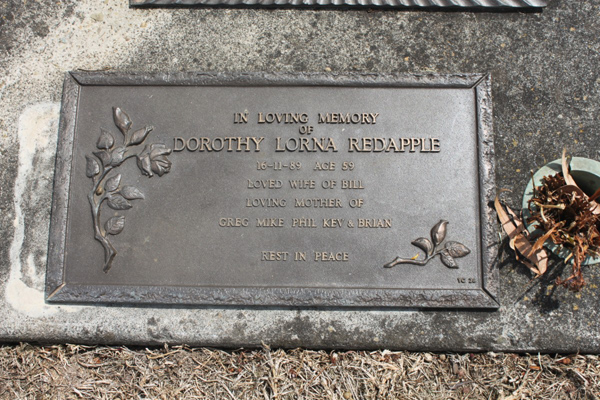 IN LOVING MEMORY
OF
DOROTHY LORNA REDAPPLE
16-11-89 AGE 59
LOVED WIFE OF BILL
LOVING MOTHER OF
GREG MIKE PHIL KEV & BRIAN
REST IN PEACE